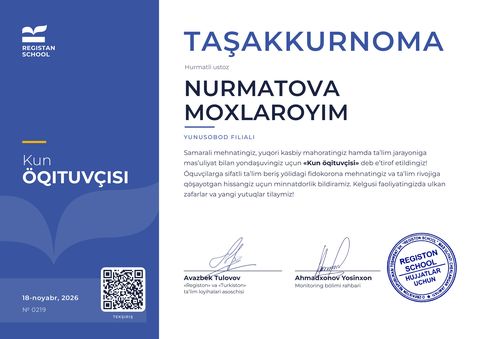 REGISTAN
SCHOOL
TAŞAKKURNOMA
Hurmatli ustoz
NURMATOVA
MOXLAROYIM
YUNUSOBOD FILIALI
Kun
ÖQITUVÇISI
Samarali mehnatingiz, yuqori kasbiy mahoratingiz hamda ta’lim jarayoniga
mas’uliyat bilan yondaşuvingiz uçun «Kun öqituvçisi» deb e’tirof etildingiz!
Öquvçilarga sifatli ta’lim beriş yölidagi fidokorona mehnatingiz va ta’lim rivojiga
qöşayotgan hissangiz uçun minnatdorlik bildiramiz. Kelgusi faoliyatingizda ulkan
zafarlar va yangi yutuqlar tilaymiz!
Avazbek Tulovov
«Registon» va «Turkiston»
ta’lim loyihalari asoschisi
Ahmadxonov Yosinxon
Monitoring bölimi rahbari
REGISTON
SCHOOL
HUJJATLAR
UCHUN
18-noyabr, 2026
№ 0219
TEKŞIRIŞ